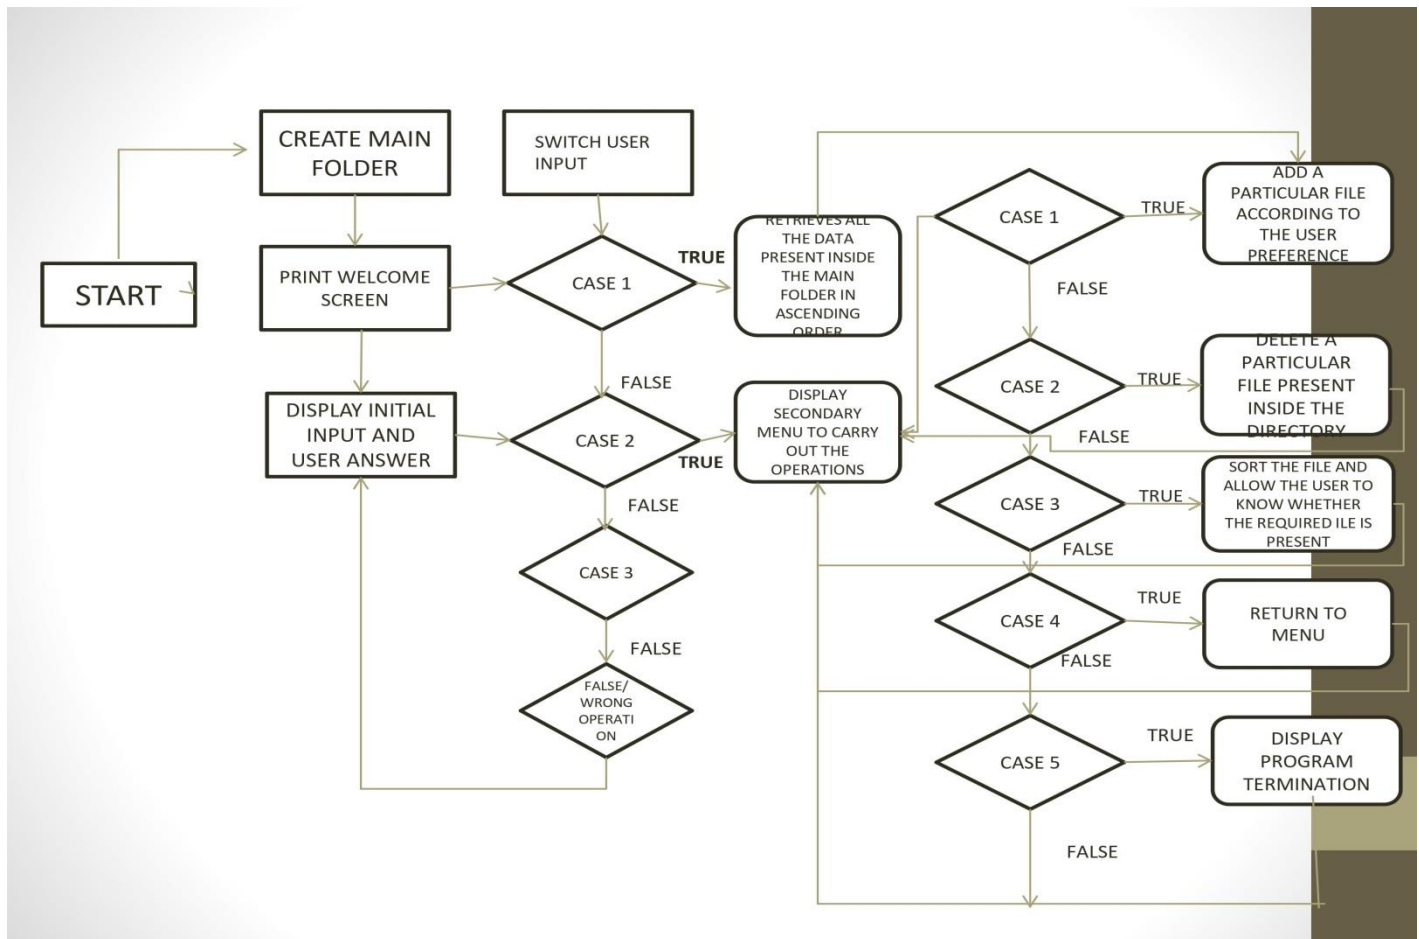 START
CREATE MAIN
FOLDER
PRINT WELCOME
SCREEN
DISPLAY INITIAL
INPUT AND
USER ANSWER
SWITCH USER
INPUT
CASE 1
TRUE
FALSE
CASE 2
TRUE
FALSE
CASE 3
FALSE
FALSE/
WRONG
OPERATI
ON
RETRIEVES ALL
THE DATA
PRESENT INSIDE
THE MAIN
FOLDER IN
ASCENDING
ORDER
DISPLAY
SECONDARY
MENU TO CARRY
OUT THE
OPERATIONS
CASE 1
TRUE
FALSE
ADD A
PARTICULAR FILE
ACCORDING TO
THE USER
PREFERENCE
CASE 2
TRUE
FALSE
DELETE A
PARTICULAR
FILE PRESENT
INSIDE THE
DIRECTORY
CASE 3
TRUE
FALSE
SORT THE FILE AND
ALLOW THE USER TO
KNOW WHETHER
THE REQUIRED ILE IS
PRESENT
CASE 4
TRUE
FALSE
RETURN TO
MENU
CASE 5
TRUE
FALSE
DISPLAY
PROGRAM
TERMINATION